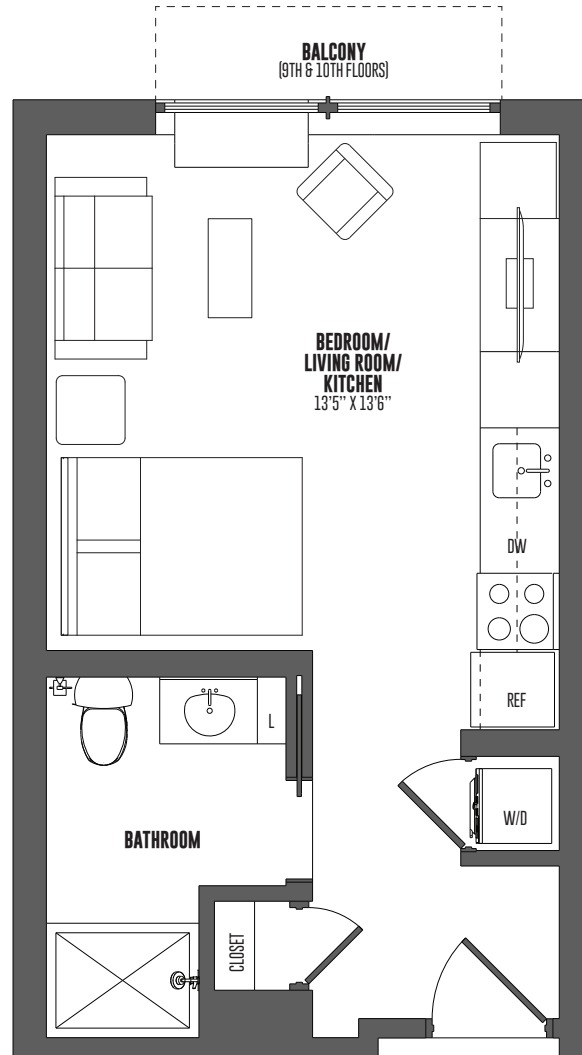 BALCONY
(9TH & 10TH FLOORS)
BEDROOM/
LIVING ROOM/
KITCHEN
13'5" X 13'6"
DW
REF
L
W/D
BATHROOM
CLOSET